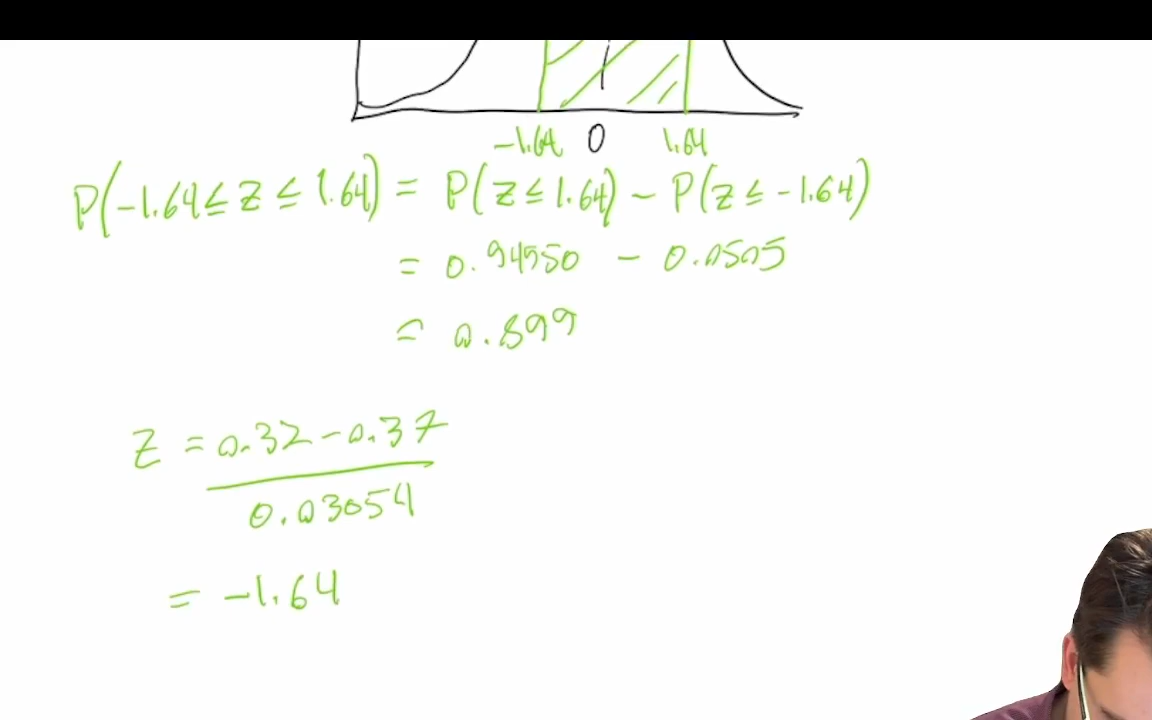 -1.64 0 1.64
P(-1.64 ≤ z ≤ 1.64) = P(z ≤ 1.64) - P(z ≤ -1.64)
= 0.94950 - 0.0505
= 0.899
Z = 0.32 - 0.37
0.03054
= -1.64